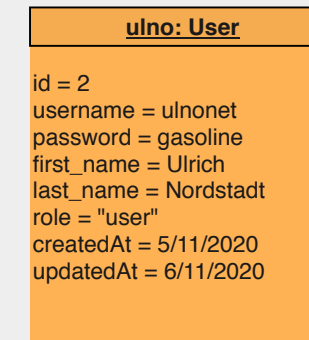 ulno: User
id = 2
username = ulnonet
password = gasoline
first_name = Ulrich
last_name = Nordstadt
role = "user"
createdAt = 5/11/2020
updatedAt = 6/11/2020